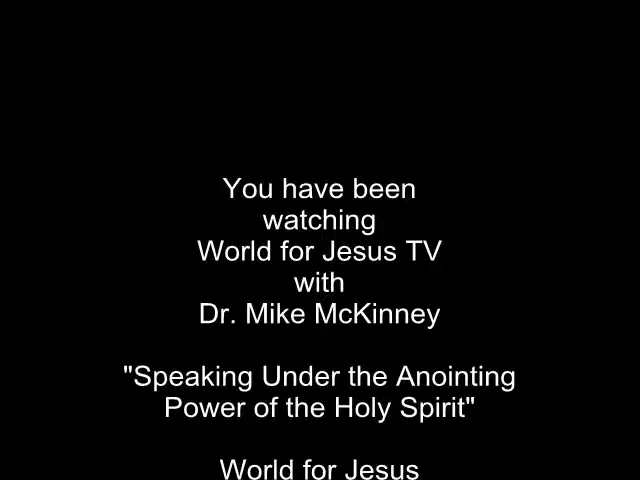 You have been
watching
World for Jesus TV
with
Dr. Mike McKinney
"Speaking Under the Anointing
Power of the Holy Spirit"
World for Jesus